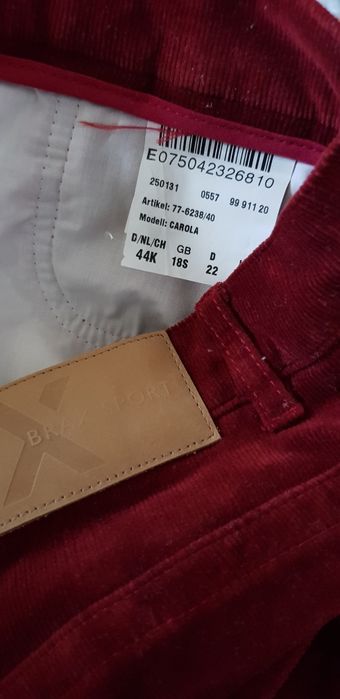 E075042326810
250131 0557 99 911 20
Artikel: 77-6238/40
Modell: CAROLA
D/NL/CH GB D
44K 18S 22
X
BRAX SPORT